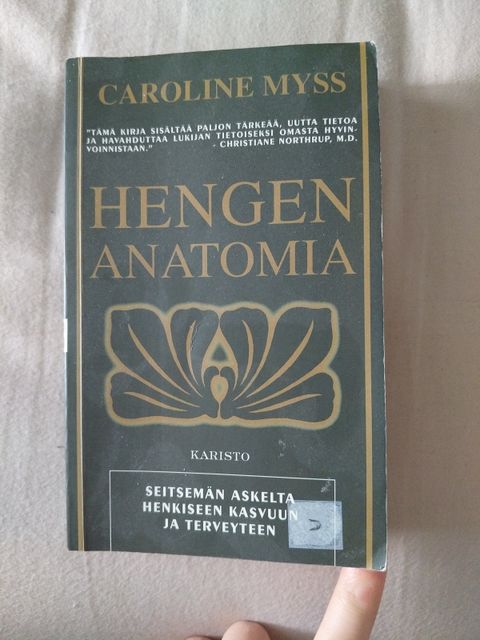 CAROLINE MYSS
"TÄMÄ KIRJA SISÄLTÄÄ PALJON TÄRKEÄÄ, UUTTA TIETOA
JA HAVAHDUTTAA LUKIJAN TIETOISEKSI OMASTA HYVIN-
VOINNISTAAN." - CHRISTIANE NORTHRUP, M.D.
HENGEN
ANATOMIA
KARISTO
SEITSEMÄN ASKELTA
HENKISEEN KASVUUN
JA TERVEYTEEN